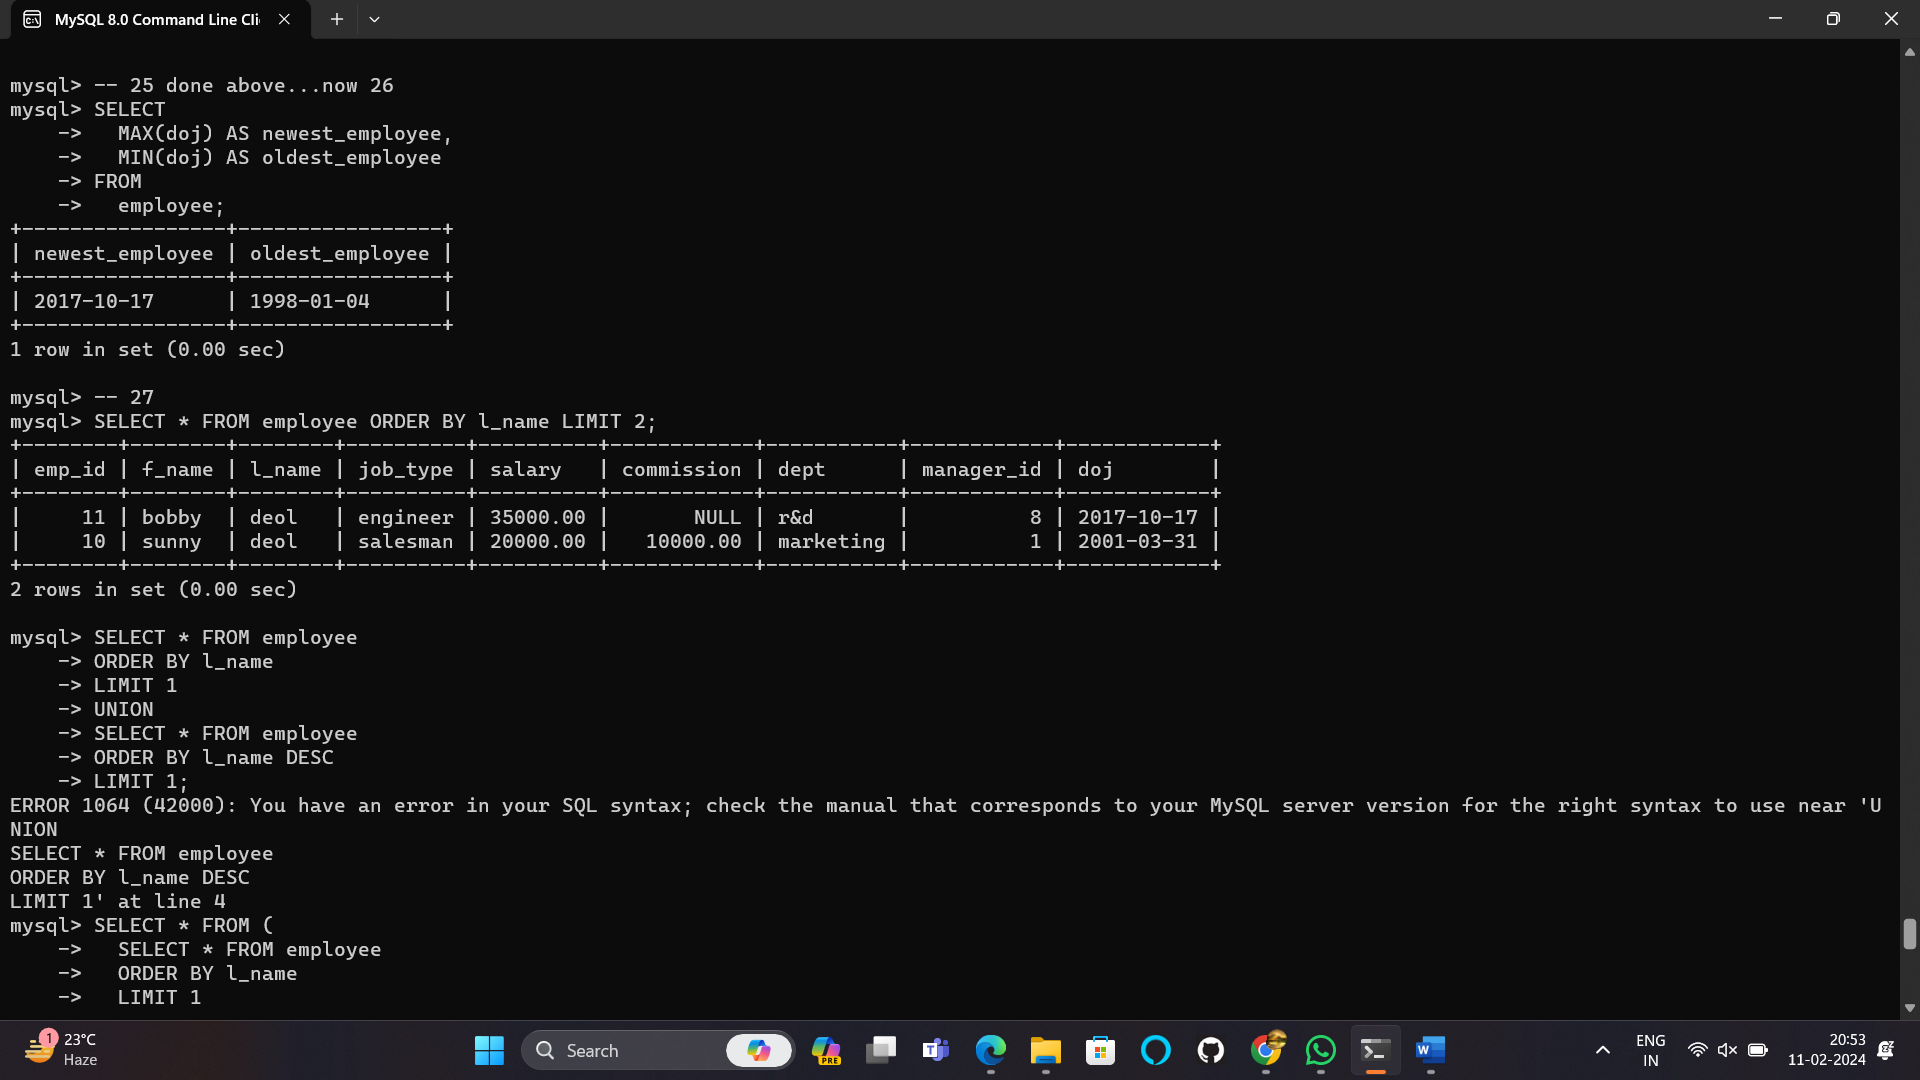 MySQL 8.0 Command Line Cli
mysql> -- 25 done above...now 26
mysql> SELECT
    ->   MAX(doj) AS newest_employee,
    ->   MIN(doj) AS oldest_employee
    -> FROM
    ->   employee;
+-----------------+-----------------+
| newest_employee | oldest_employee |
+-----------------+-----------------+
| 2017-10-17      | 1998-01-04      |
+-----------------+-----------------+
1 row in set (0.00 sec)
mysql> -- 27
mysql> SELECT * FROM employee ORDER BY l_name LIMIT 2;
+--------+--------+--------+----------+----------+------------+-----------+------------+------------+
| emp_id | f_name | l_name | job_type | salary   | commission | dept      | manager_id | doj        |
+--------+--------+--------+----------+----------+------------+-----------+------------+------------+
|     11 | bobby  | deol   | engineer | 35000.00 |       NULL | r&d       |          8 | 2017-10-17 |
|     10 | sunny  | deol   | salesman | 20000.00 |   10000.00 | marketing |          1 | 2001-03-31 |
+--------+--------+--------+----------+----------+------------+-----------+------------+------------+
2 rows in set (0.00 sec)
mysql> SELECT * FROM employee
    -> ORDER BY l_name
    -> LIMIT 1
    -> UNION
    -> SELECT * FROM employee
    -> ORDER BY l_name DESC
    -> LIMIT 1;
ERROR 1064 (42000): You have an error in your SQL syntax; check the manual that corresponds to your MySQL server version for the right syntax to use near 'U
NION
SELECT * FROM employee
ORDER BY l_name DESC
LIMIT 1' at line 4
mysql> SELECT * FROM (
    ->   SELECT * FROM employee
    ->   ORDER BY l_name
    ->   LIMIT 1
1
23°C
Haze
Search
PRE
ENG
IN
20:53
11-02-2024